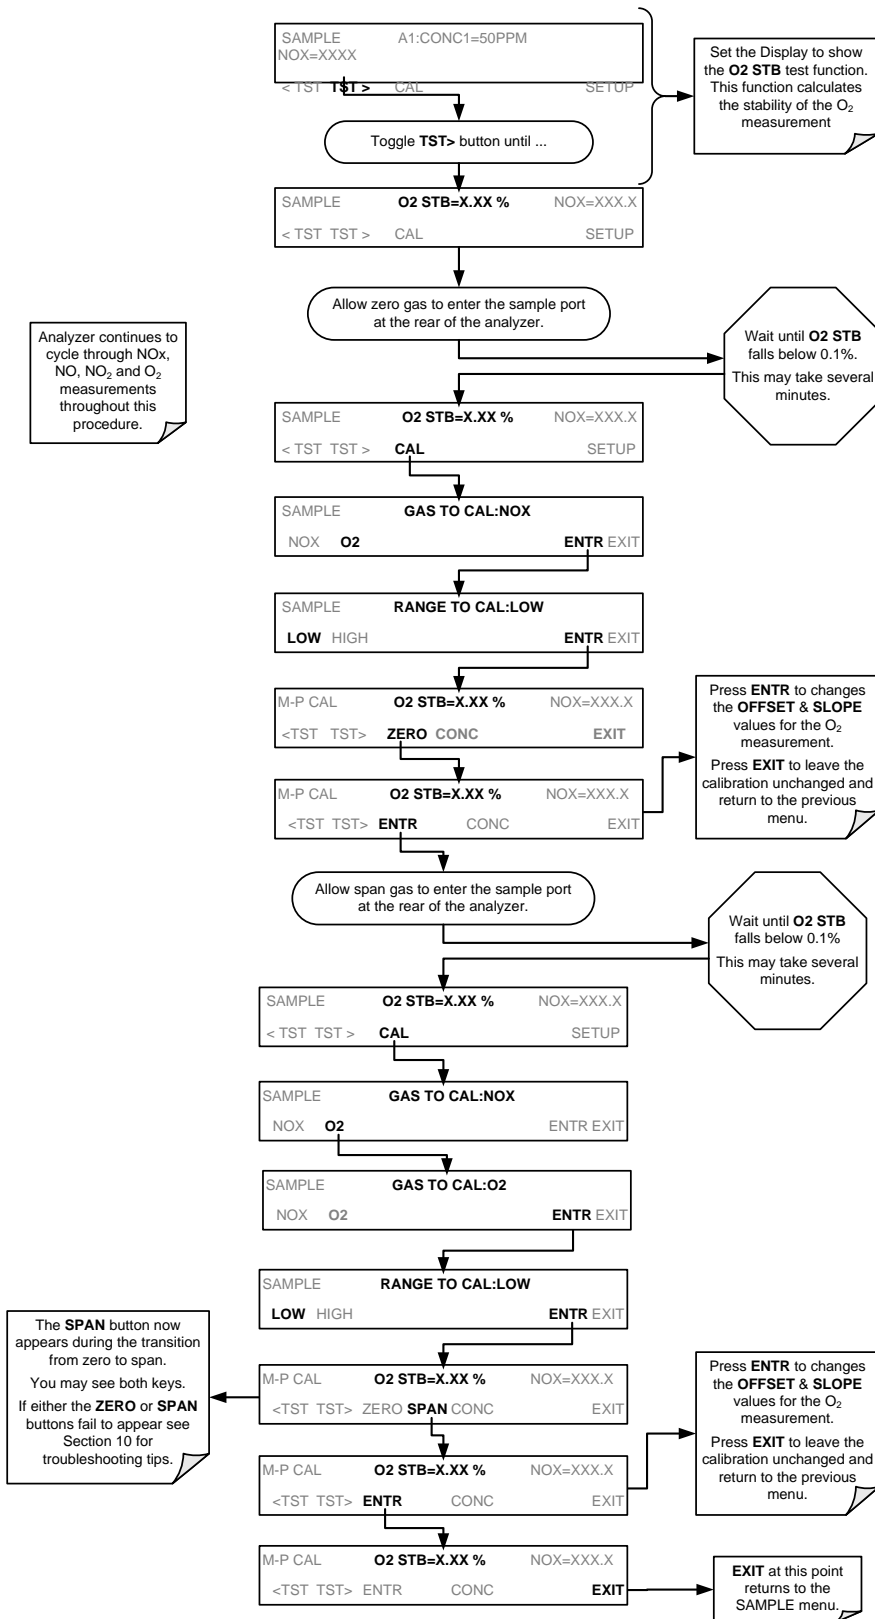 SAMPLE A1:CONC1=50PPM
NOX=XXXX
< TST TST > CAL SETUP
Set the Display to show
the O2 STB test function.
This function calculates
the stability of the O2
measurement
Toggle TST> button until ...
SAMPLE O2 STB=X.XX % NOX=XXX.X
< TST TST > CAL SETUP
Allow zero gas to enter the sample port
at the rear of the analyzer.
Analyzer continues to
cycle through NOx,
NO, NO2 and O2
measurements
throughout this
procedure.
Wait until O2 STB
falls below 0.1%.
This may take several
minutes.
SAMPLE O2 STB=X.XX % NOX=XXX.X
< TST TST > CAL SETUP
SAMPLE GAS TO CAL:NOX
NOX O2 ENTR EXIT
SAMPLE RANGE TO CAL:LOW
LOW HIGH ENTR EXIT
M-P CAL O2 STB=X.XX % NOX=XXX.X
<TST TST> ZERO CONC EXIT
M-P CAL O2 STB=X.XX % NOX=XXX.X
<TST TST> ENTR CONC EXIT
Press ENTR to changes
the OFFSET & SLOPE
values for the O2
measurement.
Press EXIT to leave the
calibration unchanged and
return to the previous
menu.
Allow span gas to enter the sample port
at the rear of the analyzer.
Wait until O2 STB
falls below 0.1%
This may take several
minutes.
SAMPLE O2 STB=X.XX % NOX=XXX.X
< TST TST > CAL SETUP
SAMPLE GAS TO CAL:NOX
NOX O2 ENTR EXIT
SAMPLE GAS TO CAL:O2
NOX O2 ENTR EXIT
SAMPLE RANGE TO CAL:LOW
LOW HIGH ENTR EXIT
The SPAN button now
appears during the transition
from zero to span.
You may see both keys.
If either the ZERO or SPAN
buttons fail to appear see
Section 10 for
troubleshooting tips.
M-P CAL O2 STB=X.XX % NOX=XXX.X
<TST TST> ZERO SPAN CONC EXIT
M-P CAL O2 STB=X.XX % NOX=XXX.X
<TST TST> ENTR CONC EXIT
Press ENTR to changes
the OFFSET & SLOPE
values for the O2
measurement.
Press EXIT to leave the
calibration unchanged and
return to the previous
menu.
M-P CAL O2 STB=X.XX % NOX=XXX.X
<TST TST> ENTR CONC EXIT
EXIT at this point
returns to the
SAMPLE menu.